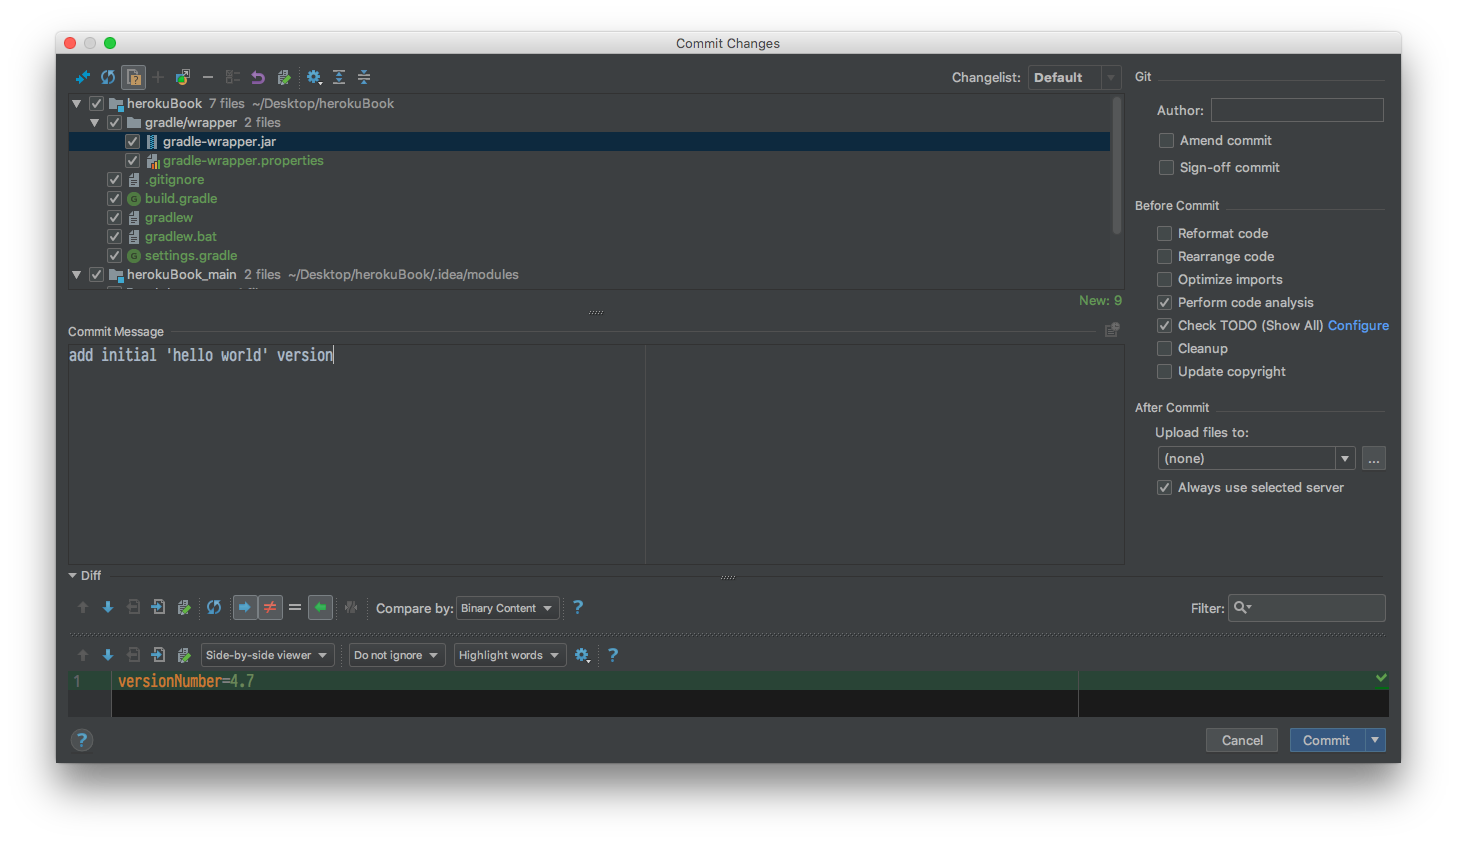 Commit Changes
Changelist: Default
herokuBook 7 files ~/Desktop/herokuBook
gradle/wrapper 2 files
gradle-wrapper.jar
gradle-wrapper.properties
.gitignore
build.gradle
gradlew
gradlew.bat
settings.gradle
herokuBook_main 2 files ~/Desktop/herokuBook/.idea/modules
New: 9
Git
Author:
Amend commit
Sign-off commit
Before Commit
Reformat code
Rearrange code
Optimize imports
Perform code analysis
Check TODO (Show All) Configure
Cleanup
Update copyright
After Commit
Upload files to:
(none) ...
Always use selected server
Commit Message
add initial 'hello world' version
Diff
Compare by: Binary Content ? Filter:
Side-by-side viewer Do not ignore Highlight words ?
1 versionNumber=4.7
? Cancel Commit